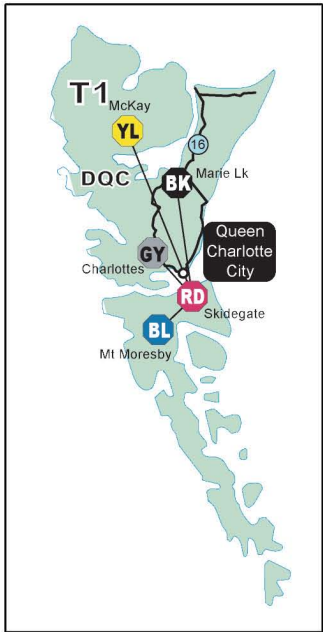 T1
McKay
YL
16
DQC
BK
Marie Lk
Queen
Charlotte
City
GY
Charlottes
RD
Skidegate
BL
Mt Moresby